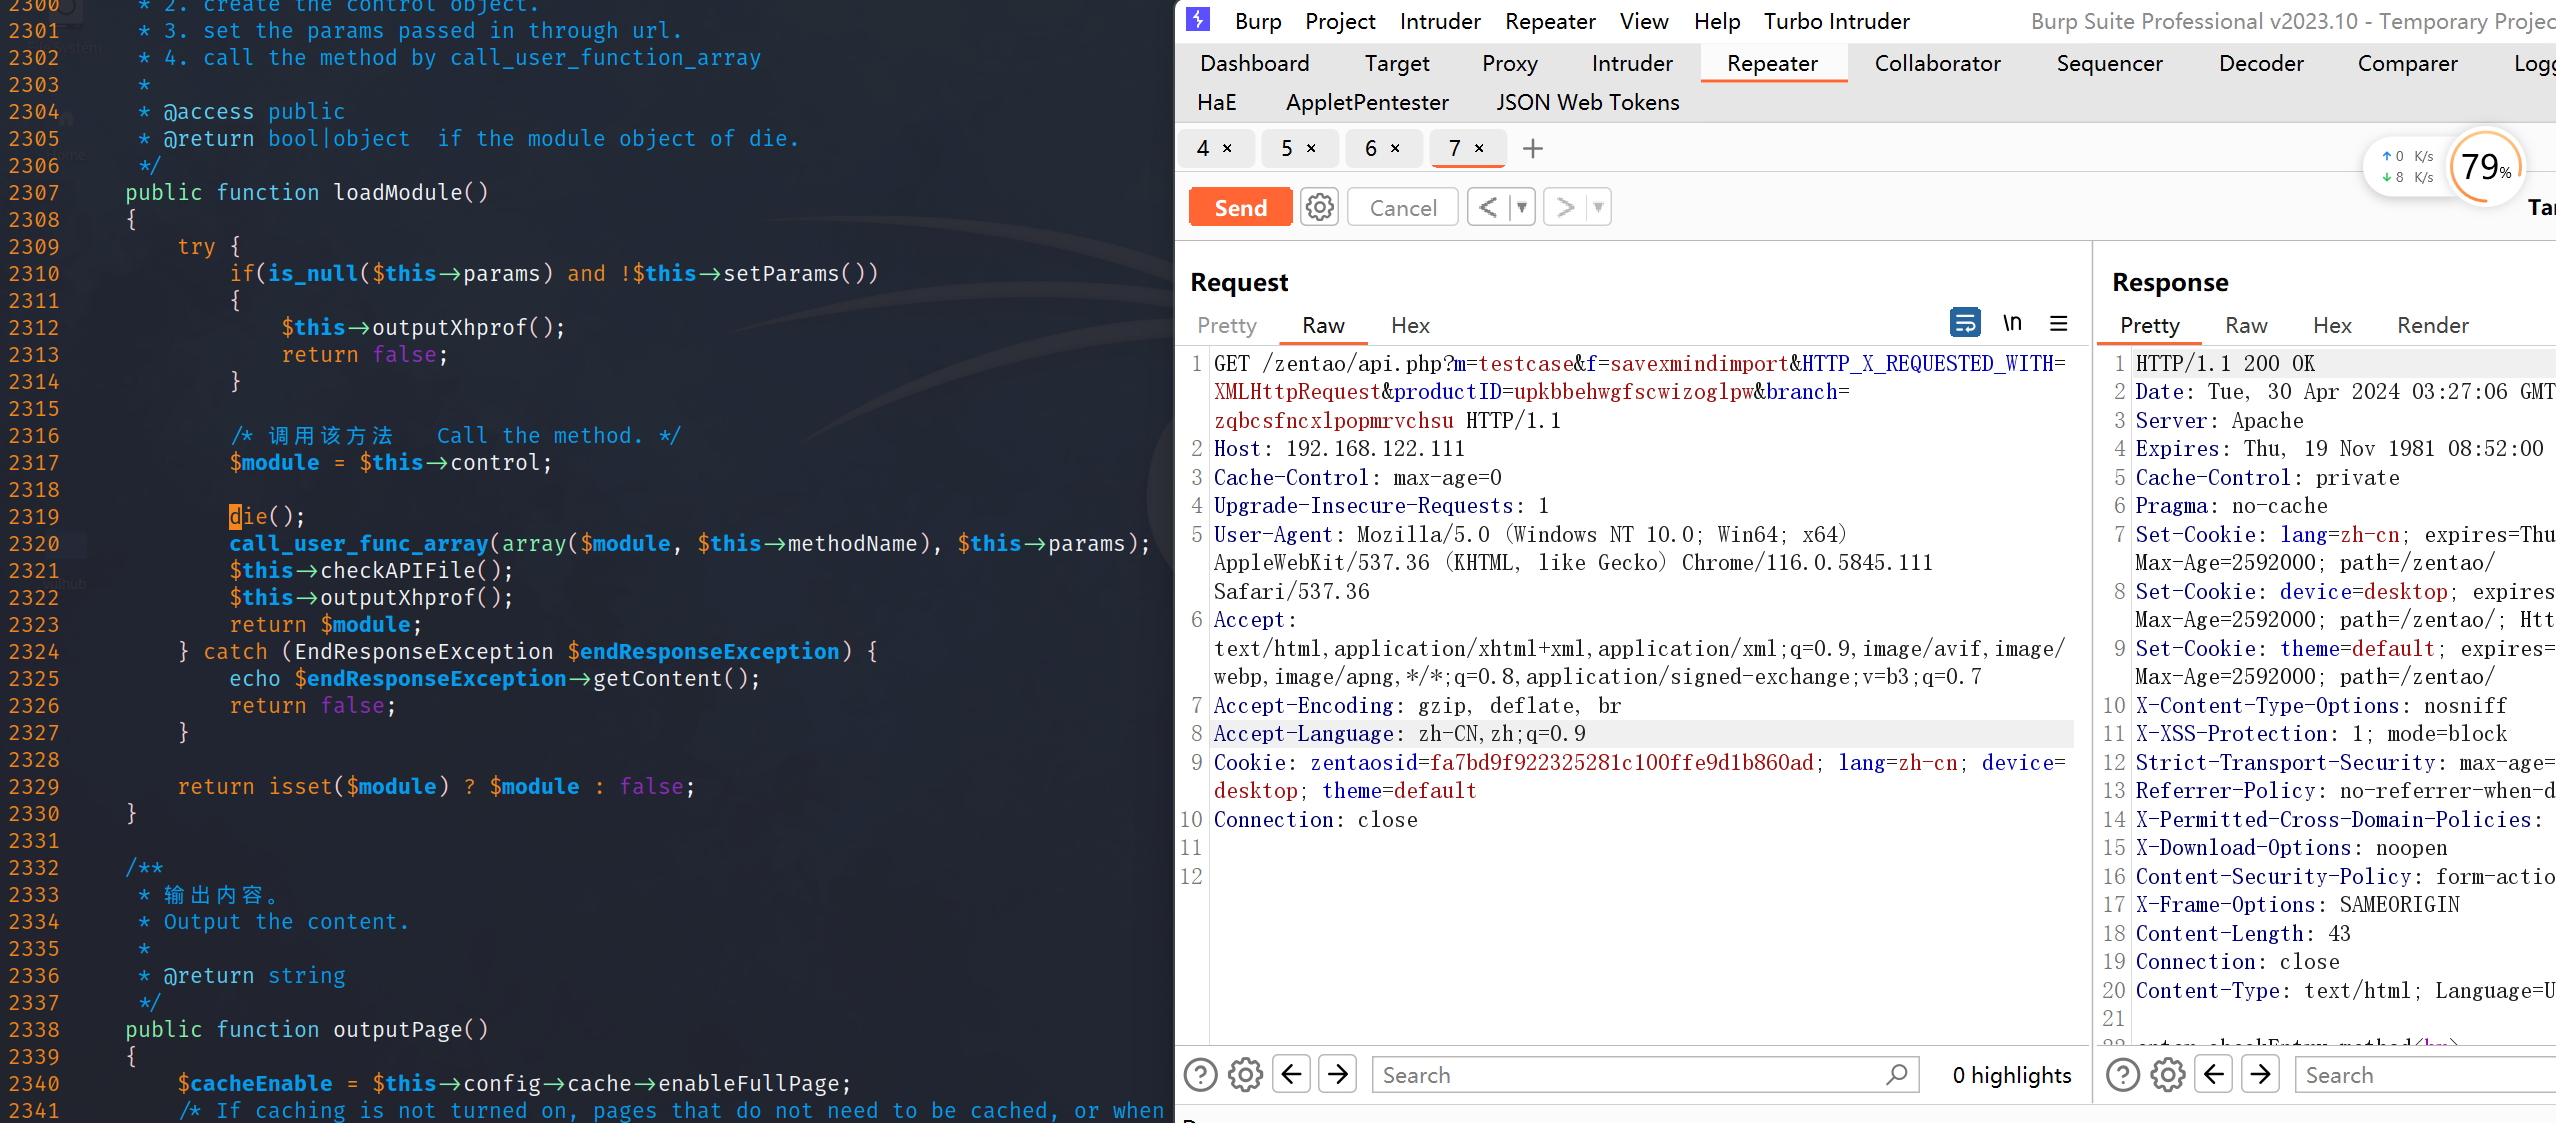 2300      * 2. create the control object.
2301      * 3. set the params passed in through url.
2302      * 4. call the method by call_user_function_array
2303      *
2304      * @access public
2305      * @return bool|object  if the module object of die.
2306      */
2307     public function loadModule()
2308     {
2309         try {
2310             if(is_null($this->params) and !$this->setParams())
2311             {
2312                 $this->outputXhprof();
2313                 return false;
2314             }
2315
2316             /* 调用该方法   Call the method. */
2317             $module = $this->control;
2318
2319             die();
2320             call_user_func_array(array($module, $this->methodName), $this->params);
2321             $this->checkAPIFile();
2322             $this->outputXhprof();
2323             return $module;
2324         } catch (EndResponseException $endResponseException) {
2325             echo $endResponseException->getContent();
2326             return false;
2327         }
2328
2329         return isset($module) ? $module : false;
2330     }
2331
2332     /**
2333      * 输出内容。
2334      * Output the content.
2335      *
2336      * @return string
2337      */
2338     public function outputPage()
2339     {
2340         $cacheEnable = $this->config->cache->enableFullPage;
2341         /* If caching is not turned on, pages that do not need to be cached, or when
Burp Project Intruder Repeater View Help Turbo Intruder Burp Suite Professional v2023.10 - Temporary Projec
Dashboard Target Proxy Intruder Repeater Collaborator Sequencer Decoder Comparer Logg
HaE AppletPentester JSON Web Tokens
4 × 5 × 6 × 7 × +
↑ 0 K/s
↓ 8 K/s
79%
Send Cancel < ▼ > ▼
Tar
Request
Pretty Raw Hex \n
1 GET /zentao/api.php?m=testcase&f=savexmindimport&HTTP_X_REQUESTED_WITH=
XMLHttpRequest&productID=upkbbehwgfscwizoglpw&branch=
zqbcsfncxlpopmrvchsu HTTP/1.1
2 Host: 192.168.122.111
3 Cache-Control: max-age=0
4 Upgrade-Insecure-Requests: 1
5 User-Agent: Mozilla/5.0 (Windows NT 10.0; Win64; x64)
AppleWebKit/537.36 (KHTML, like Gecko) Chrome/116.0.5845.111
Safari/537.36
6 Accept:
text/html,application/xhtml+xml,application/xml;q=0.9,image/avif,image/
webp,image/apng,*/*;q=0.8,application/signed-exchange;v=b3;q=0.7
7 Accept-Encoding: gzip, deflate, br
8 Accept-Language: zh-CN,zh;q=0.9
9 Cookie: zentaosid=fa7bd9f922325281c100ffe9d1b860ad; lang=zh-cn; device=
desktop; theme=default
10 Connection: close
11
12
Search 0 highlights
Response
Pretty Raw Hex Render
1 HTTP/1.1 200 OK
2 Date: Tue, 30 Apr 2024 03:27:06 GMT
3 Server: Apache
4 Expires: Thu, 19 Nov 1981 08:52:00
5 Cache-Control: private
6 Pragma: no-cache
7 Set-Cookie: lang=zh-cn; expires=Thu
Max-Age=2592000; path=/zentao/
8 Set-Cookie: device=desktop; expires
Max-Age=2592000; path=/zentao/; Htt
9 Set-Cookie: theme=default; expires=
Max-Age=2592000; path=/zentao/
10 X-Content-Type-Options: nosniff
11 X-XSS-Protection: 1; mode=block
12 Strict-Transport-Security: max-age=
13 Referrer-Policy: no-referrer-when-d
14 X-Permitted-Cross-Domain-Policies:
15 X-Download-Options: noopen
16 Content-Security-Policy: form-actio
17 X-Frame-Options: SAMEORIGIN
18 Content-Length: 43
19 Connection: close
20 Content-Type: text/html; Language=U
21
Search